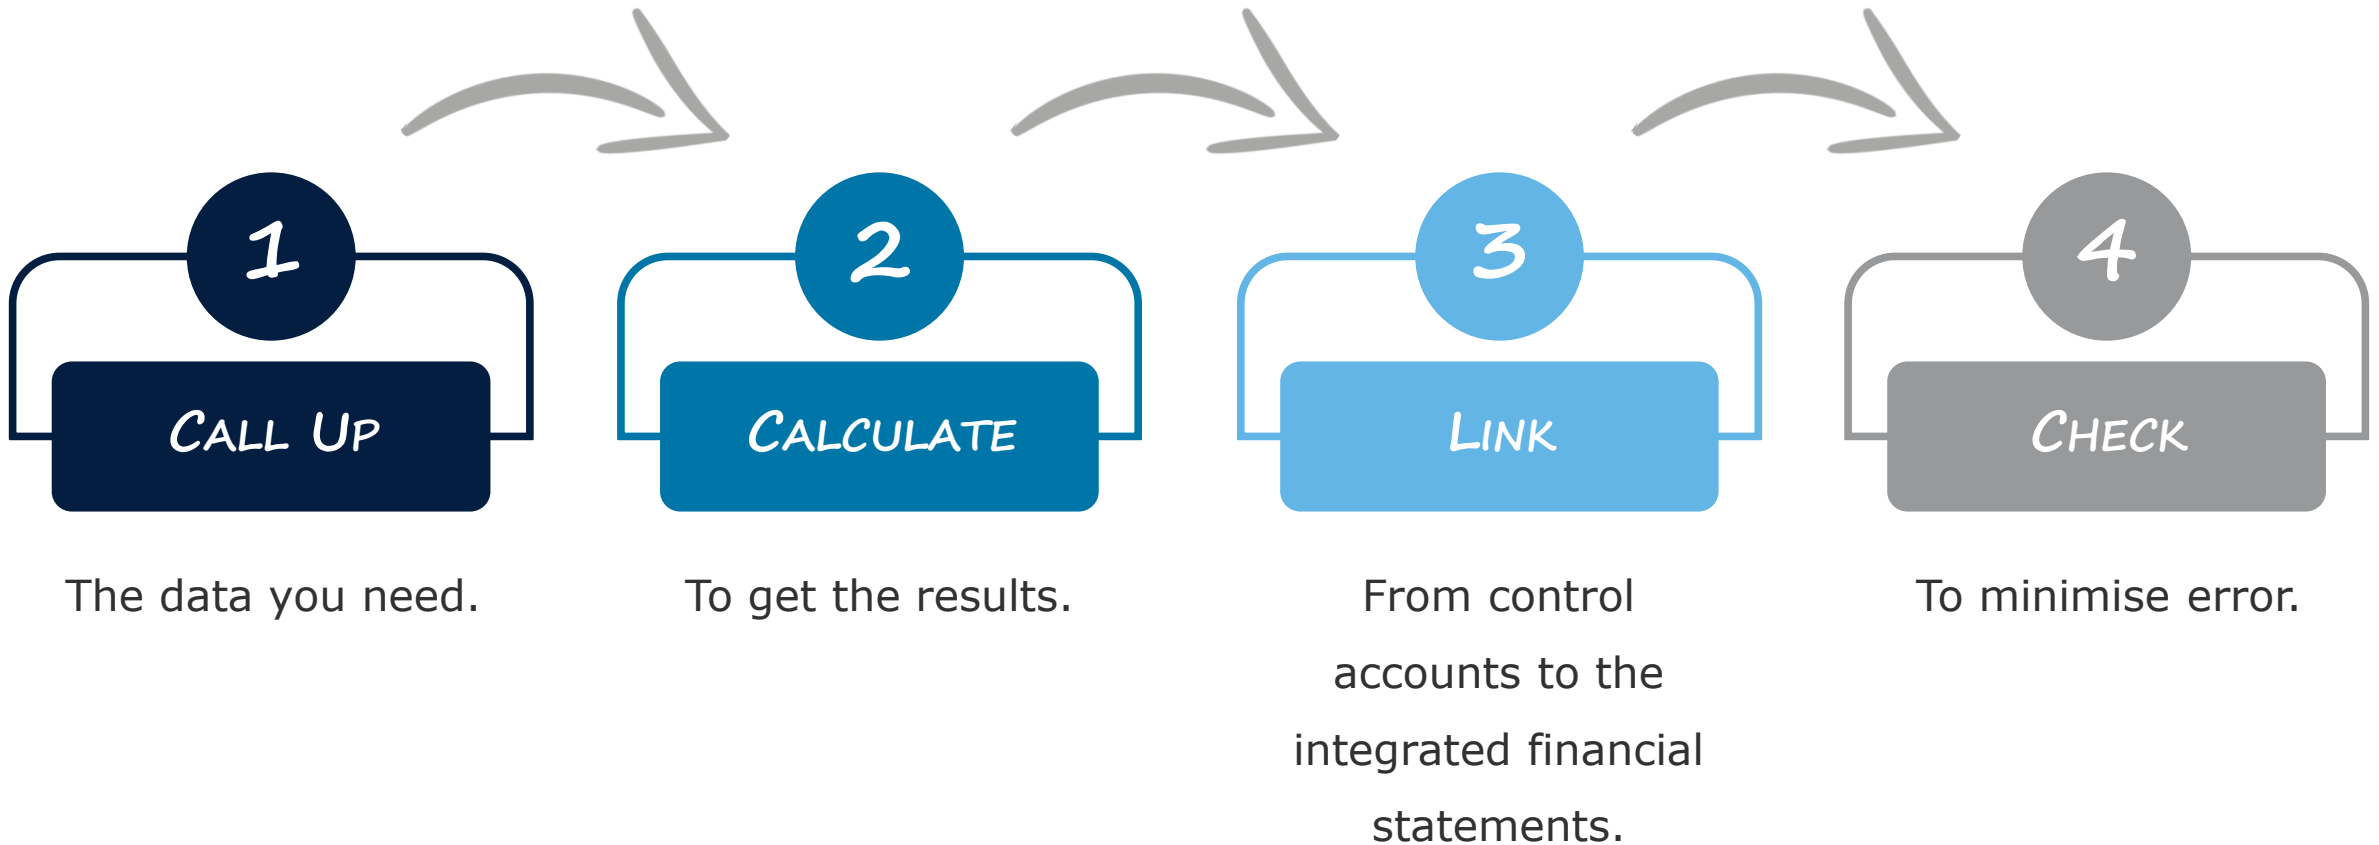 1
Call Up
The data you need.
2
Calculate
To get the results.
3
Link
From control
accounts to the
integrated financial
statements.
4
Check
To minimise error.